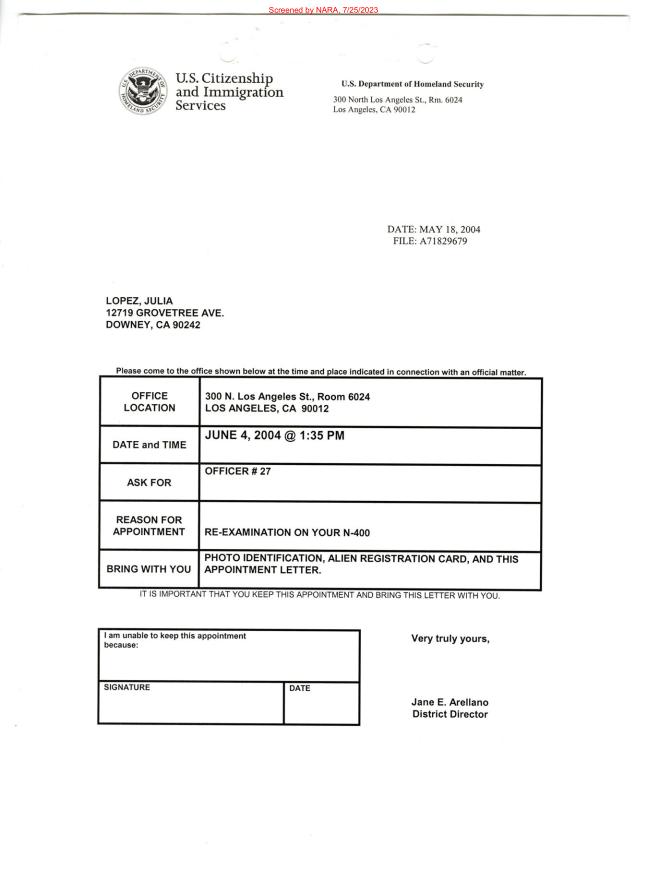 Screened by NARA, 7/25/2023
U.S. Citizenship
and Immigration
Services
U.S. Department of Homeland Security
300 North Los Angeles St., Rm. 6024
Los Angeles, CA 90012
DATE: MAY 18, 2004
FILE: A71829679
LOPEZ, JULIA
12719 GROVETREE AVE.
DOWNEY, CA 90242
Please come to the office shown below at the time and place indicated in connection with an official matter.
OFFICE
LOCATION
300 N. Los Angeles St., Room 6024
LOS ANGELES, CA 90012
DATE and TIME
JUNE 4, 2004 @ 1:35 PM
ASK FOR
OFFICER # 27
REASON FOR
APPOINTMENT
RE-EXAMINATION ON YOUR N-400
BRING WITH YOU
PHOTO IDENTIFICATION, ALIEN REGISTRATION CARD, AND THIS
APPOINTMENT LETTER.
IT IS IMPORTANT THAT YOU KEEP THIS APPOINTMENT AND BRING THIS LETTER WITH YOU.
I am unable to keep this appointment
because:
SIGNATURE
DATE
Very truly yours,
Jane E. Arellano
District Director